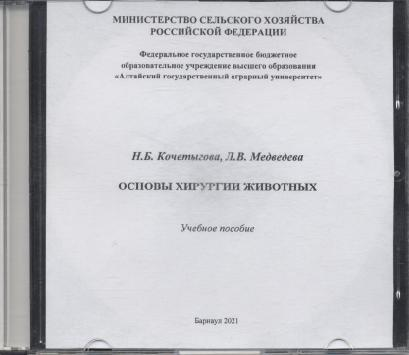 МИНИСТЕРСТВО СЕЛЬСКОГО ХОЗЯЙСТВА
РОССИЙСКОЙ ФЕДЕРАЦИИ
Федеральное государственное бюджетное
образовательное учреждение высшего образования
«Алтайский государственный аграрный университет»
Н.Б. Кочетыгова, Л.В. Медведева
ОСНОВЫ ХИРУРГИИ ЖИВОТНЫХ
Учебное пособие
Барнаул 2021